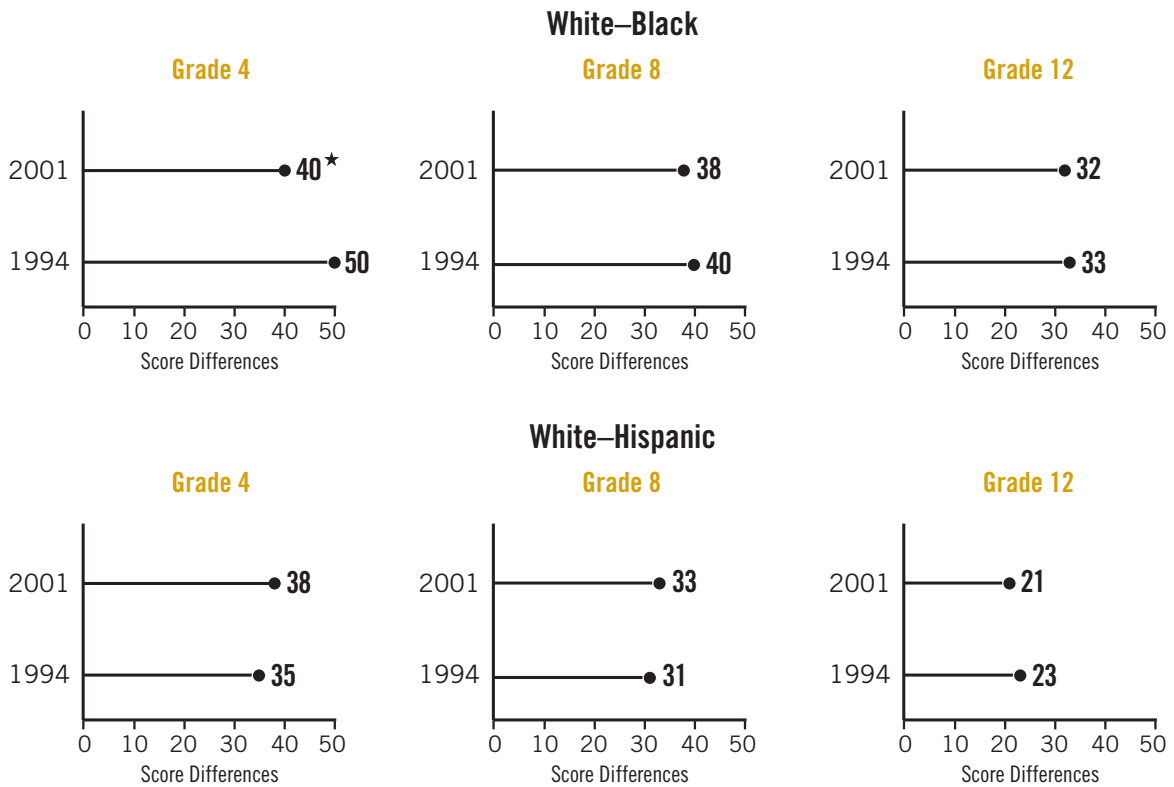 White–Black
Grade 4 Grade 8 Grade 12
2001 40★ 2001 38 2001 32
1994 50 1994 40 1994 33
0 10 20 30 40 50 0 10 20 30 40 50 0 10 20 30 40 50
Score Differences Score Differences Score Differences
White–Hispanic
Grade 4 Grade 8 Grade 12
2001 38 2001 33 2001 21
1994 35 1994 31 1994 23
0 10 20 30 40 50 0 10 20 30 40 50 0 10 20 30 40 50
Score Differences Score Differences Score Differences